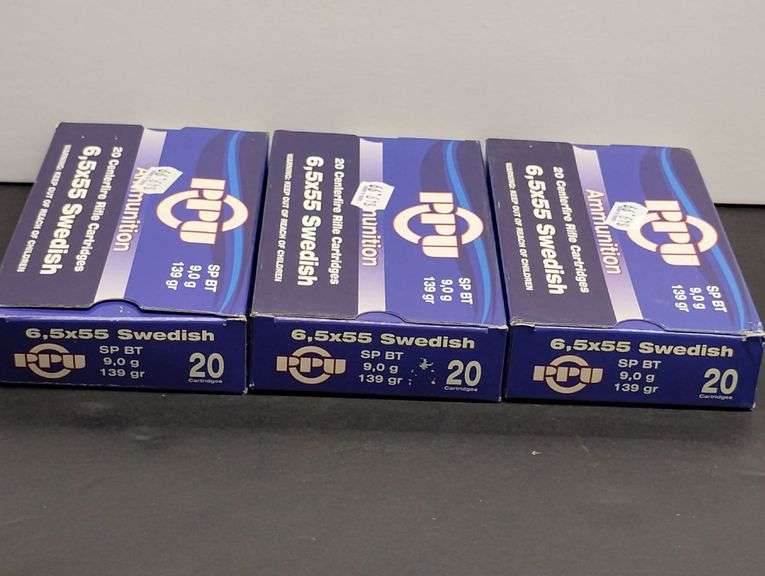 20 Centerfire Rifle Cartridges
6,5x55 Swedish
WARNING: KEEP OUT OF REACH OF CHILDREN
Ammunition
PPU
SP BT
9,0 g
139 gr
6,5x55 Swedish
PPU
SP BT
9,0 g
139 gr
20
Cartridges
20 Centerfire Rifle Cartridges
6,5x55 Swedish
WARNING: KEEP OUT OF REACH OF CHILDREN
munition
PPU
SP BT
9,0 g
139 gr
6,5x55 Swedish
PPU
SP BT
9,0 g
139 gr
20
Cartridges
20 Centerfire Rifle Cartridges
6,5x55 Swedish
WARNING: KEEP OUT OF REACH OF CHILDREN
Ammunition
PPU
SP BT
9,0 g
139 gr
6,5x55 Swedish
PPU
SP BT
9,0 g
139 gr
20
Cartridges